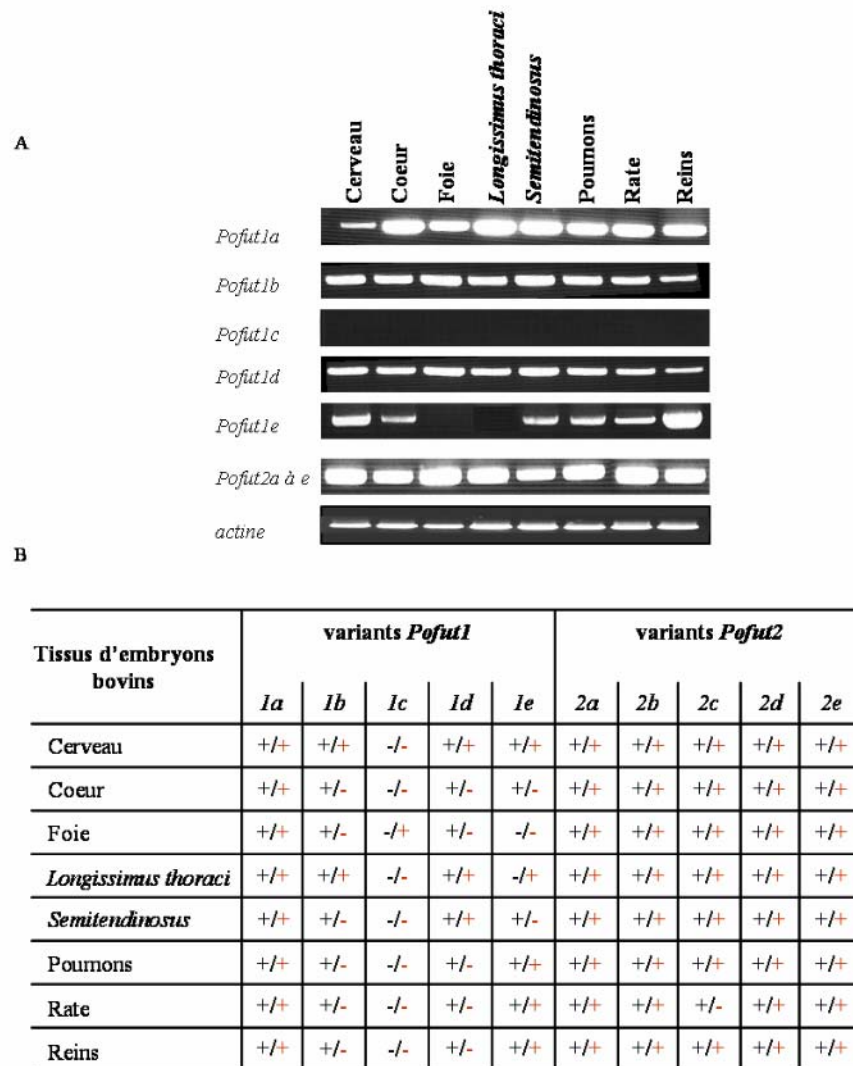 A
Cerveau
Coeur
Foie
Longissimus thoraci
Semitendinosus
Poumons
Rate
Reins
Pofut1a
Pofut1b
Pofut1c
Pofut1d
Pofut1e
Pofut2a à e
actine
B
Tissus d'embryons bovins variants Pofut1 variants Pofut2
1a 1b 1c 1d 1e 2a 2b 2c 2d 2e
Cerveau +/+ +/+ -/- +/+ +/+ +/+ +/+ +/+ +/+ +/+
Coeur +/+ +/- -/- +/- +/- +/+ +/+ +/+ +/+ +/+
Foie +/+ +/- -/+ +/- -/- +/+ +/+ +/+ +/+ +/+
Longissimus thoraci +/+ +/+ -/- +/+ -/+ +/+ +/+ +/+ +/+ +/+
Semitendinosus +/+ +/- -/- +/+ +/- +/+ +/+ +/+ +/+ +/+
Poumons +/+ +/- -/- +/- +/+ +/+ +/+ +/+ +/+ +/+
Rate +/+ +/- -/- +/- +/+ +/+ +/+ +/- +/+ +/+
Reins +/+ +/- -/- +/- +/+ +/+ +/+ +/+ +/+ +/+